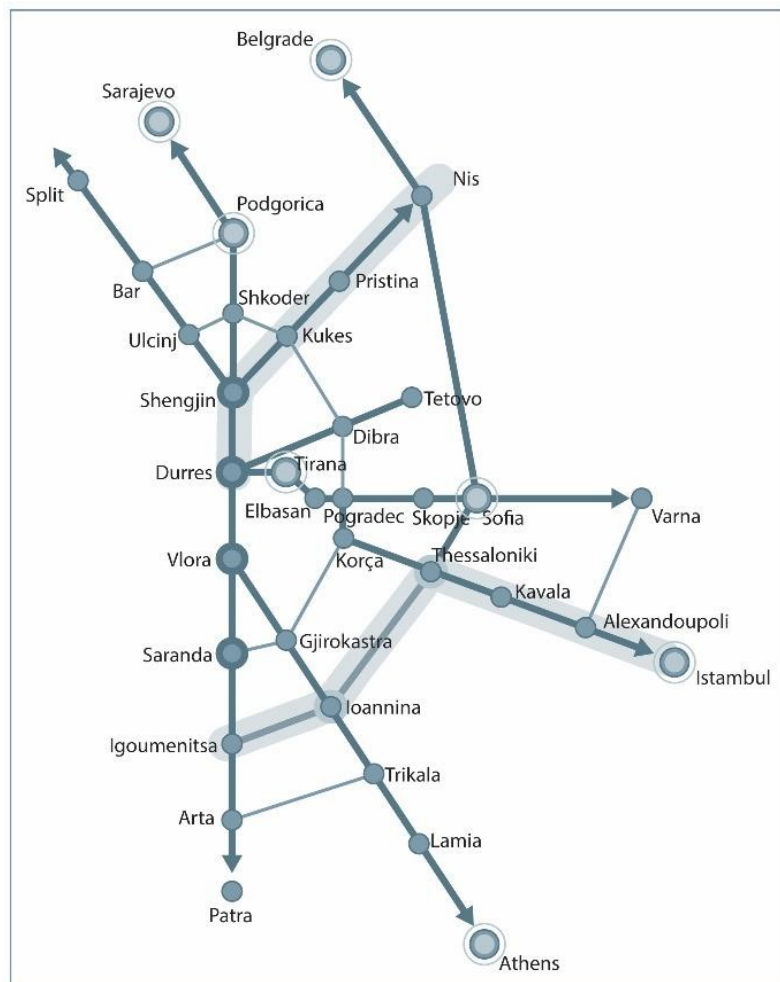 Belgrade
Sarajevo
Nis
Split
Podgorica
Pristina
Bar
Shkoder
Ulcinj
Kukes
Shengjin
Tetovo
Dibra
Durres
Tirana
Elbasan
Pogradec
Skopje
Sofia
Varna
Vlora
Korça
Thessaloniki
Kavala
Alexandoupoli
Saranda
Gjirokastra
Istambul
Igoumenitsa
Ioannina
Trikala
Arta
Lamia
Patra
Athens